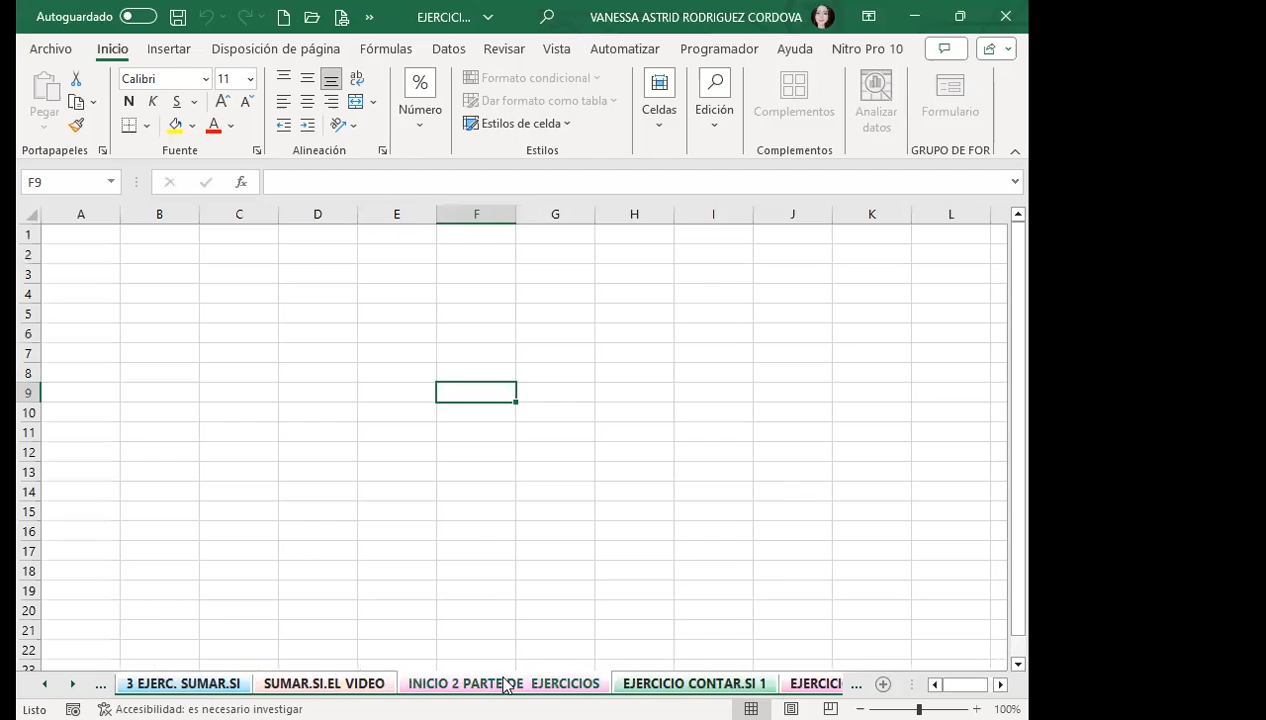 Autoguardado EJERCICI... VANESSA ASTRID RODRIGUEZ CORDOVA
Archivo Inicio Insertar Disposición de página Fórmulas Datos Revisar Vista Automatizar Programador Ayuda Nitro Pro 10
Calibri 11 ab % Formato condicional
Pegar Número Dar formato como tabla Celdas Edición Complementos Analizar datos Formulario
N K S A A Estilos de celda
Portapapeles Fuente Alineación Estilos Complementos GRUPO DE FOR
F9 fx
A B C D E F G H I J K L
1
2
3
4
5
6
7
8
9
10
11
12
13
14
15
16
17
18
19
20
21
22
23
... 3 EJERC. SUMAR.SI SUMAR.SI.EL VIDEO INICIO 2 PARTE DE EJERCICIOS EJERCICIO CONTAR.SI 1 EJERCICI ...
Listo Accesibilidad: es necesario investigar 100%